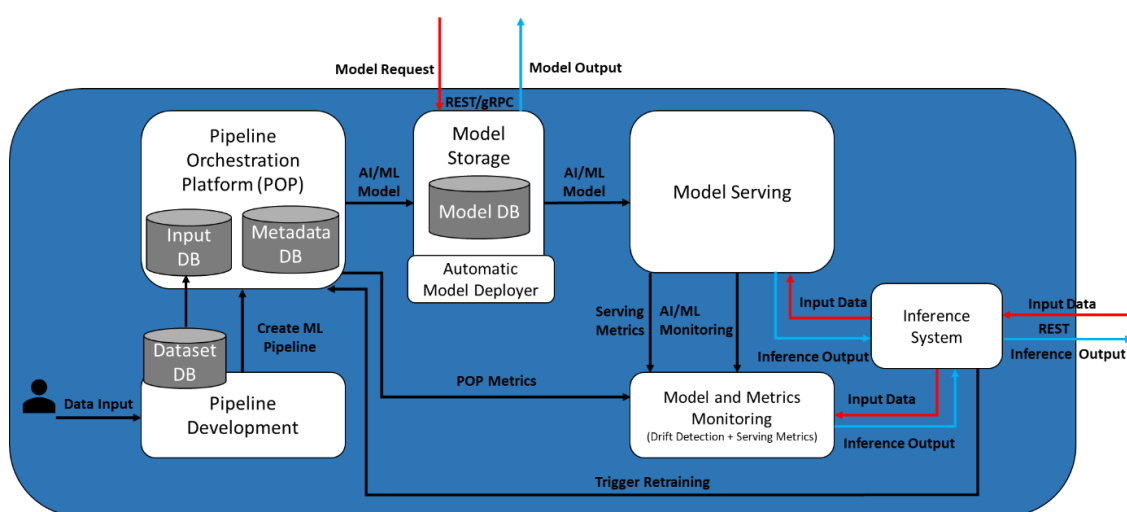 Model Request
Model Output
REST/gRPC
Pipeline
Orchestration
Platform (POP)
Input
DB
Metadata
DB
AI/ML
Model
Model
Storage
Model DB
Automatic
Model Deployer
AI/ML
Model
Model Serving
Serving
Metrics
AI/ML
Monitoring
Input Data
Inference Output
Inference
System
Input Data
REST
Inference Output
Dataset
DB
Create ML
Pipeline
Data Input
Pipeline
Development
POP Metrics
Model and Metrics
Monitoring
(Drift Detection + Serving Metrics)
Input Data
Inference Output
Trigger Retraining